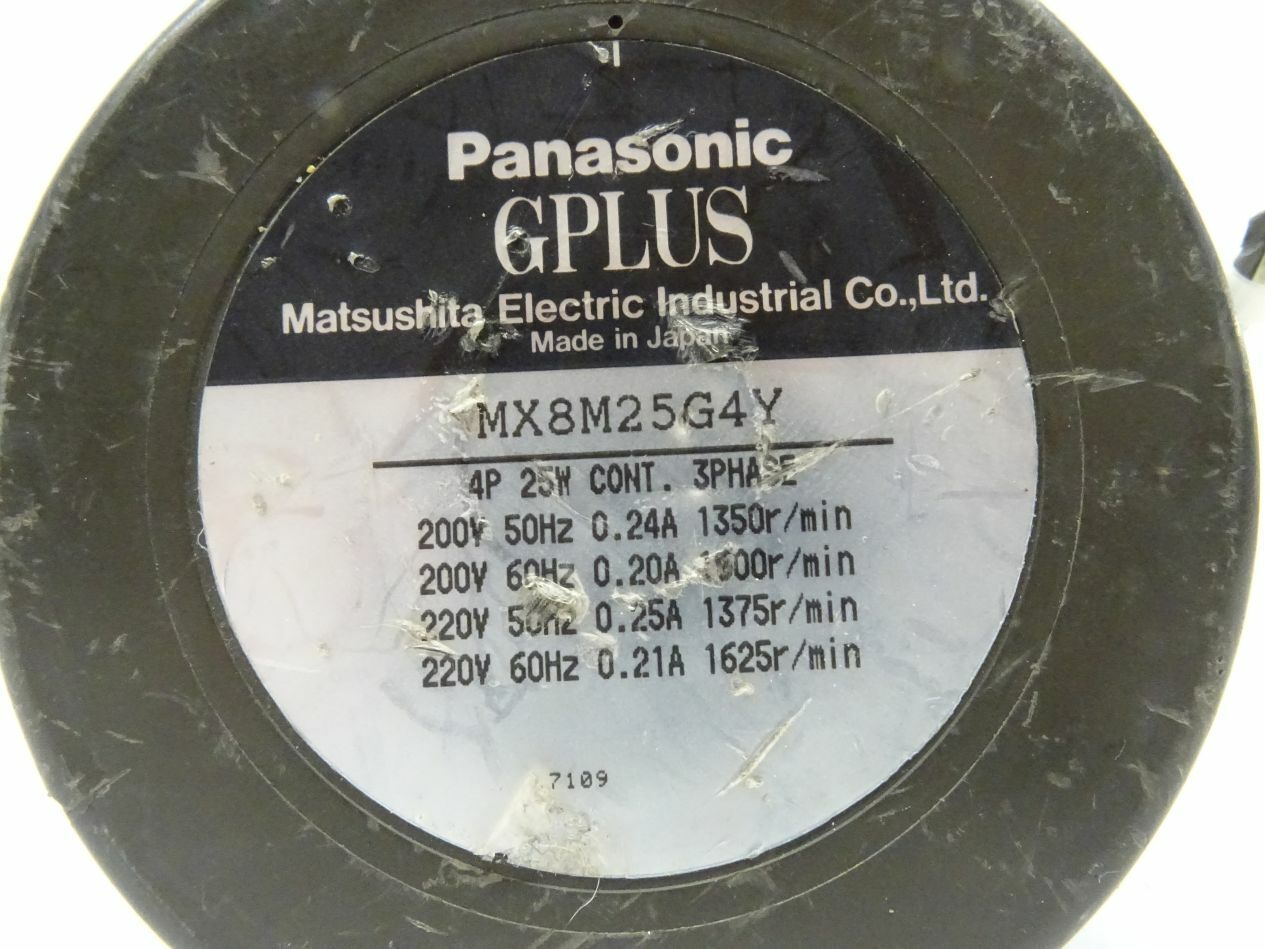 Panasonic
GPLUS
Matsushita Electric Industrial Co.,Ltd.
Made in Japan
MX8M25G4Y
4P 25W CONT. 3PHASE
200V 50Hz 0.24A 1350r/min
200V 60Hz 0.20A
220V 50Hz 0.25A 1375r/min
220V 60Hz 0.21A 1625r/min
7109